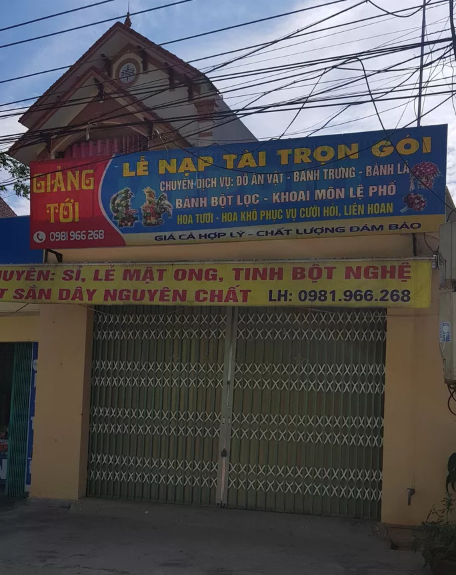 GIANG
TỚI
0981 966 268
LỄ NẠP TÀI TRỌN GÓI
CHUYÊN DỊCH VỤ: ĐỒ ĂN VẶT - BÁNH TRƯNG - BÁNH LÁ
BÁNH BỘT LỌC - KHOAI MÔN LỆ PHỐ
HOA TƯƠI - HOA KHÔ PHỤC VỤ CƯỚI HỎI, LIÊN HOAN
GIÁ CẢ HỢP LÝ - CHẤT LƯỢNG ĐẢM BẢO
HUYÊN: SỈ, LẺ MẬT ONG, TINH BỘT NGHỆ
T SẮN DÂY NGUYÊN CHẤT LH: 0981.966.268